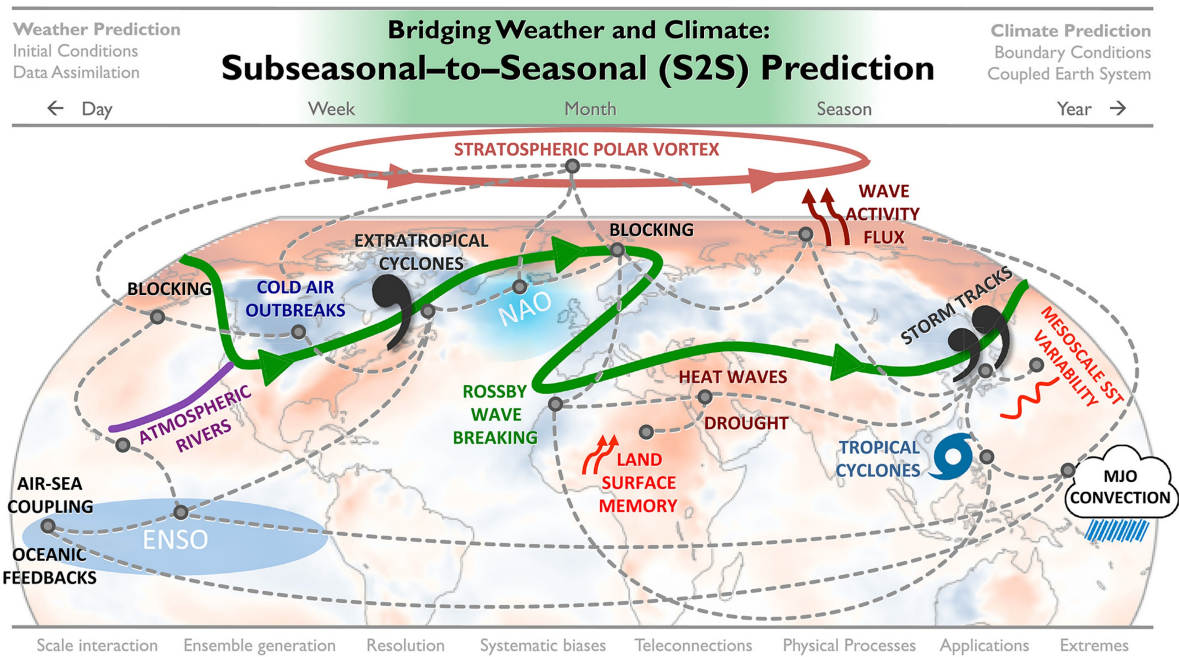 Weather Prediction
Initial Conditions
Data Assimilation
Bridging Weather and Climate:
Subseasonal–to–Seasonal (S2S) Prediction
Climate Prediction
Boundary Conditions
Coupled Earth System
← Day
Week
Month
Season
Year →
STRATOSPHERIC POLAR VORTEX
WAVE
ACTIVITY
FLUX
BLOCKING
EXTRATROPICAL
CYCLONES
BLOCKING
COLD AIR
OUTBREAKS
NAO
STORM TRACKS
MESOSCALE SST
VARIABILITY
ATMOSPHERIC
RIVERS
ROSSBY
WAVE
BREAKING
HEAT WAVES
DROUGHT
LAND
SURFACE
MEMORY
TROPICAL
CYCLONES
MJO
CONVECTION
AIR-SEA
COUPLING
ENSO
OCEANIC
FEEDBACKS
Scale interaction
Ensemble generation
Resolution
Systematic biases
Teleconnections
Physical Processes
Applications
Extremes